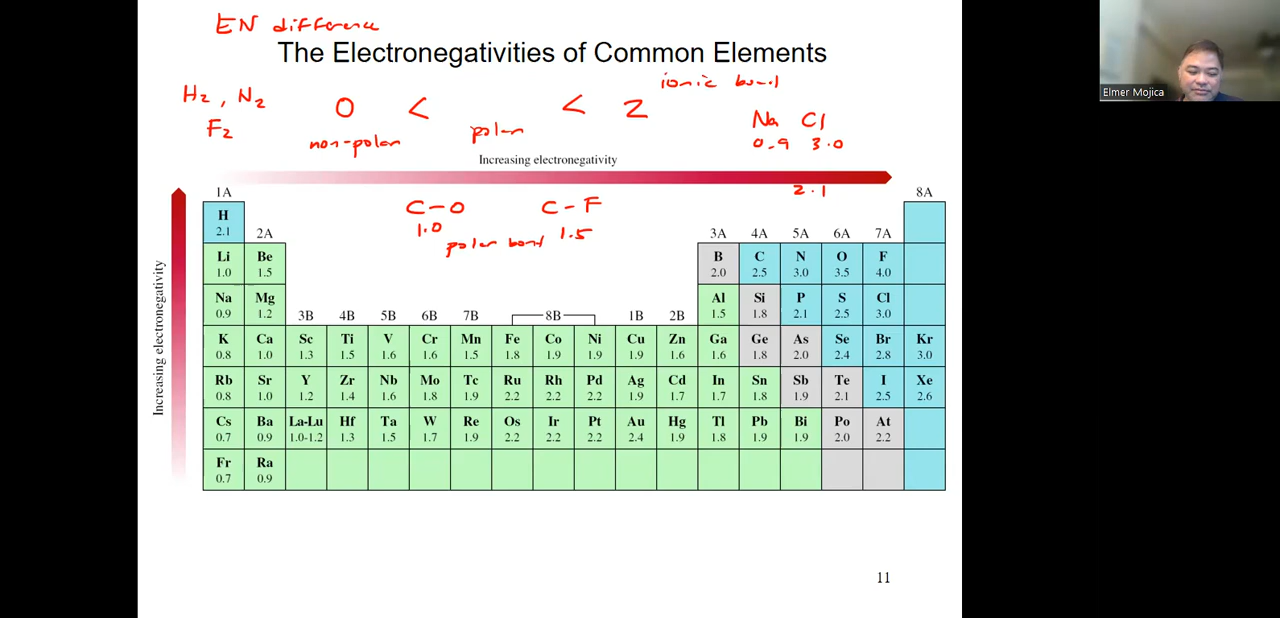 EN difference
The Electronegativities of Common Elements
Elmer Mojica
ionic bond
H2, N2 0 < < 2
F2 non-polar polar
Na Cl
0.9 3.0
Increasing electronegativity
2.1
C-O C-F
1.0 polar bond 1.5
Increasing electronegativity
1A 8A
H
2.1 2A 3A 4A 5A 6A 7A
Li Be B C N O F
1.0 1.5 2.0 2.5 3.0 3.5 4.0
Na Mg Al Si P S Cl
0.9 1.2 3B 4B 5B 6B 7B 8B 1B 2B 1.5 1.8 2.1 2.5 3.0
K Ca Sc Ti V Cr Mn Fe Co Ni Cu Zn Ga Ge As Se Br Kr
0.8 1.0 1.3 1.5 1.6 1.6 1.5 1.8 1.9 1.9 1.9 1.6 1.6 1.8 2.0 2.4 2.8 3.0
Rb Sr Y Zr Nb Mo Tc Ru Rh Pd Ag Cd In Sn Sb Te I Xe
0.8 1.0 1.2 1.4 1.6 1.8 1.9 2.2 2.2 2.2 1.9 1.7 1.7 1.8 1.9 2.1 2.5 2.6
Cs Ba La-Lu Hf Ta W Re Os Ir Pt Au Hg Tl Pb Bi Po At
0.7 0.9 1.0-1.2 1.3 1.5 1.7 1.9 2.2 2.2 2.2 2.4 1.9 1.8 1.9 1.9 2.0 2.2
Fr Ra
0.7 0.9
11